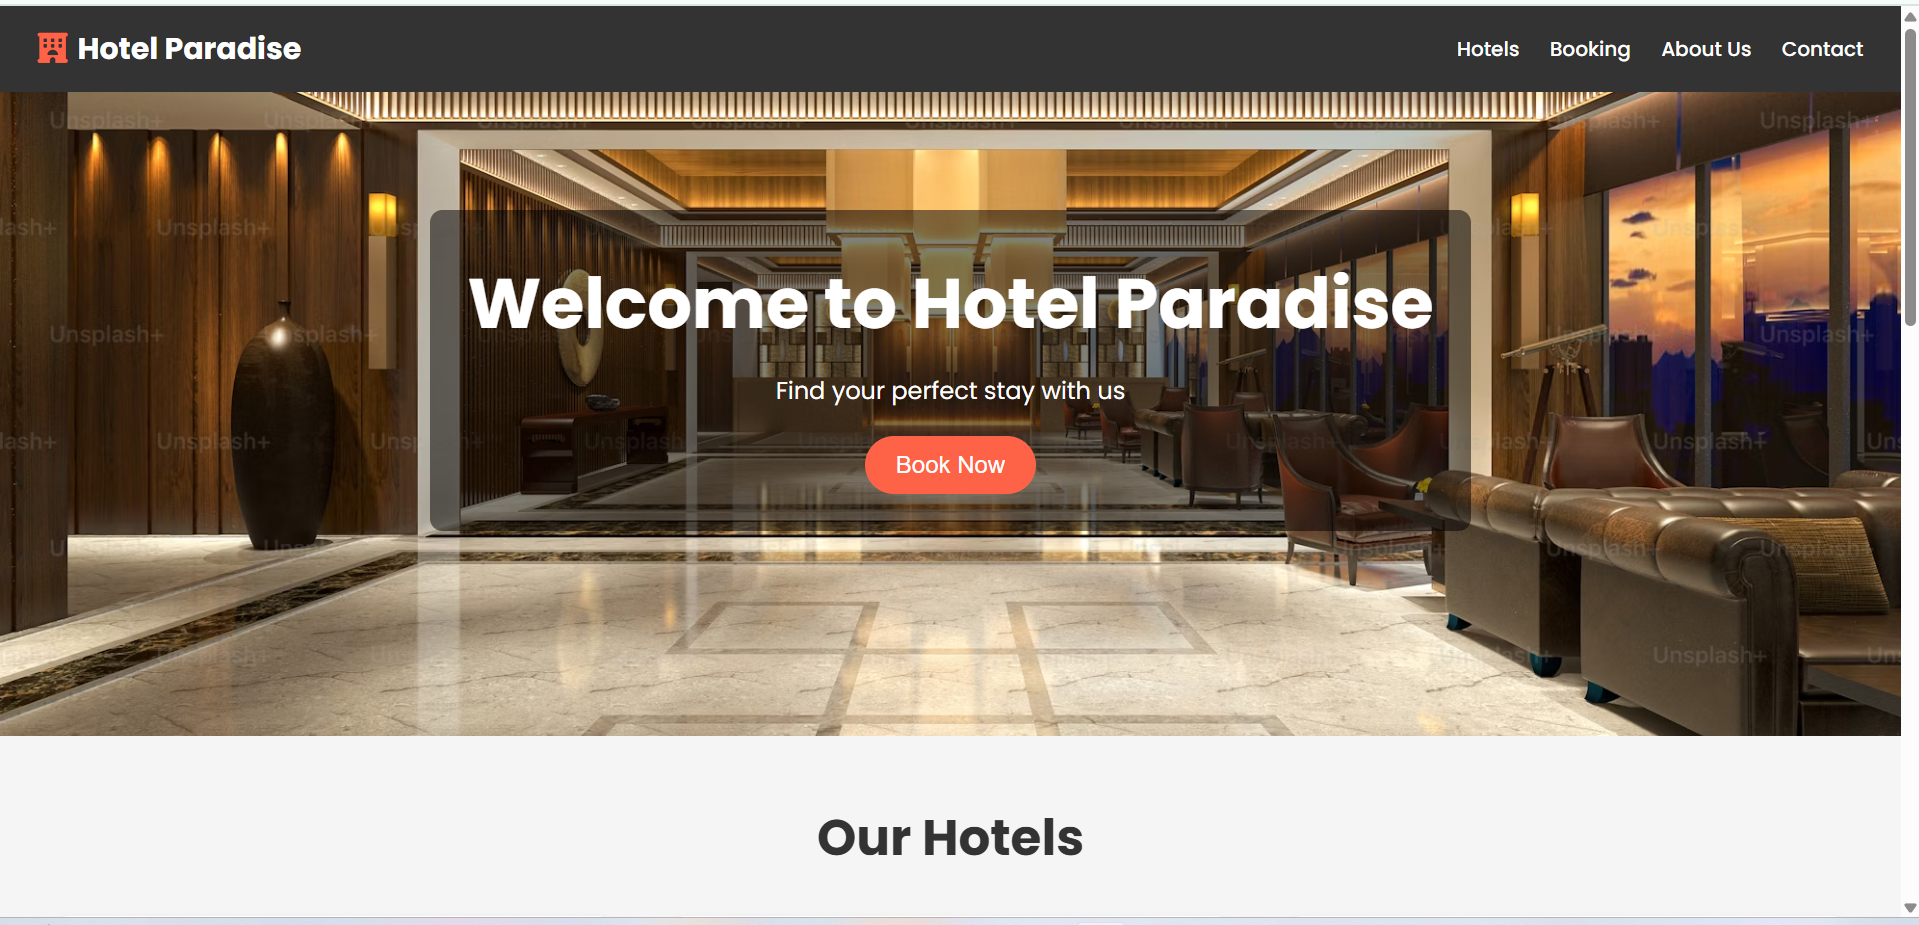 Hotel Paradise
Hotels Booking About Us Contact
Welcome to Hotel Paradise
Find your perfect stay with us
Book Now
Our Hotels
Unsplash+